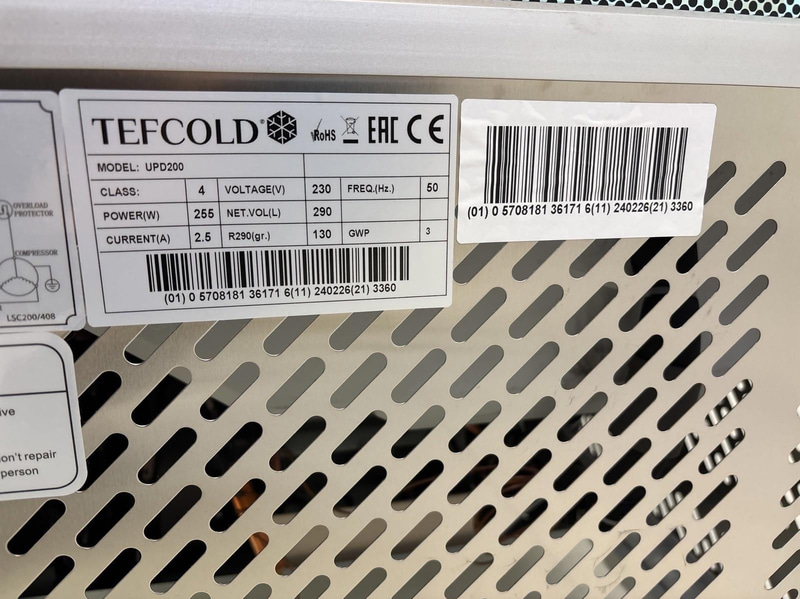 TEFCOLD® RoHS EAC CE
MODEL: UPD200
CLASS: 4 VOLTAGE(V) 230 FREQ.(Hz.) 50
POWER(W) 255 NET.VOL(L) 290
CURRENT(A) 2.5 R290(gr.) 130 GWP 3
(01) 0 5708181 36171 6(11) 240226(21) 3360
(01) 0 5708181 36171 6(11) 240226(21) 3360
OVERLOAD
PROTECTOR
COMPRESSOR
LSC200/408
ive
on't repair
person